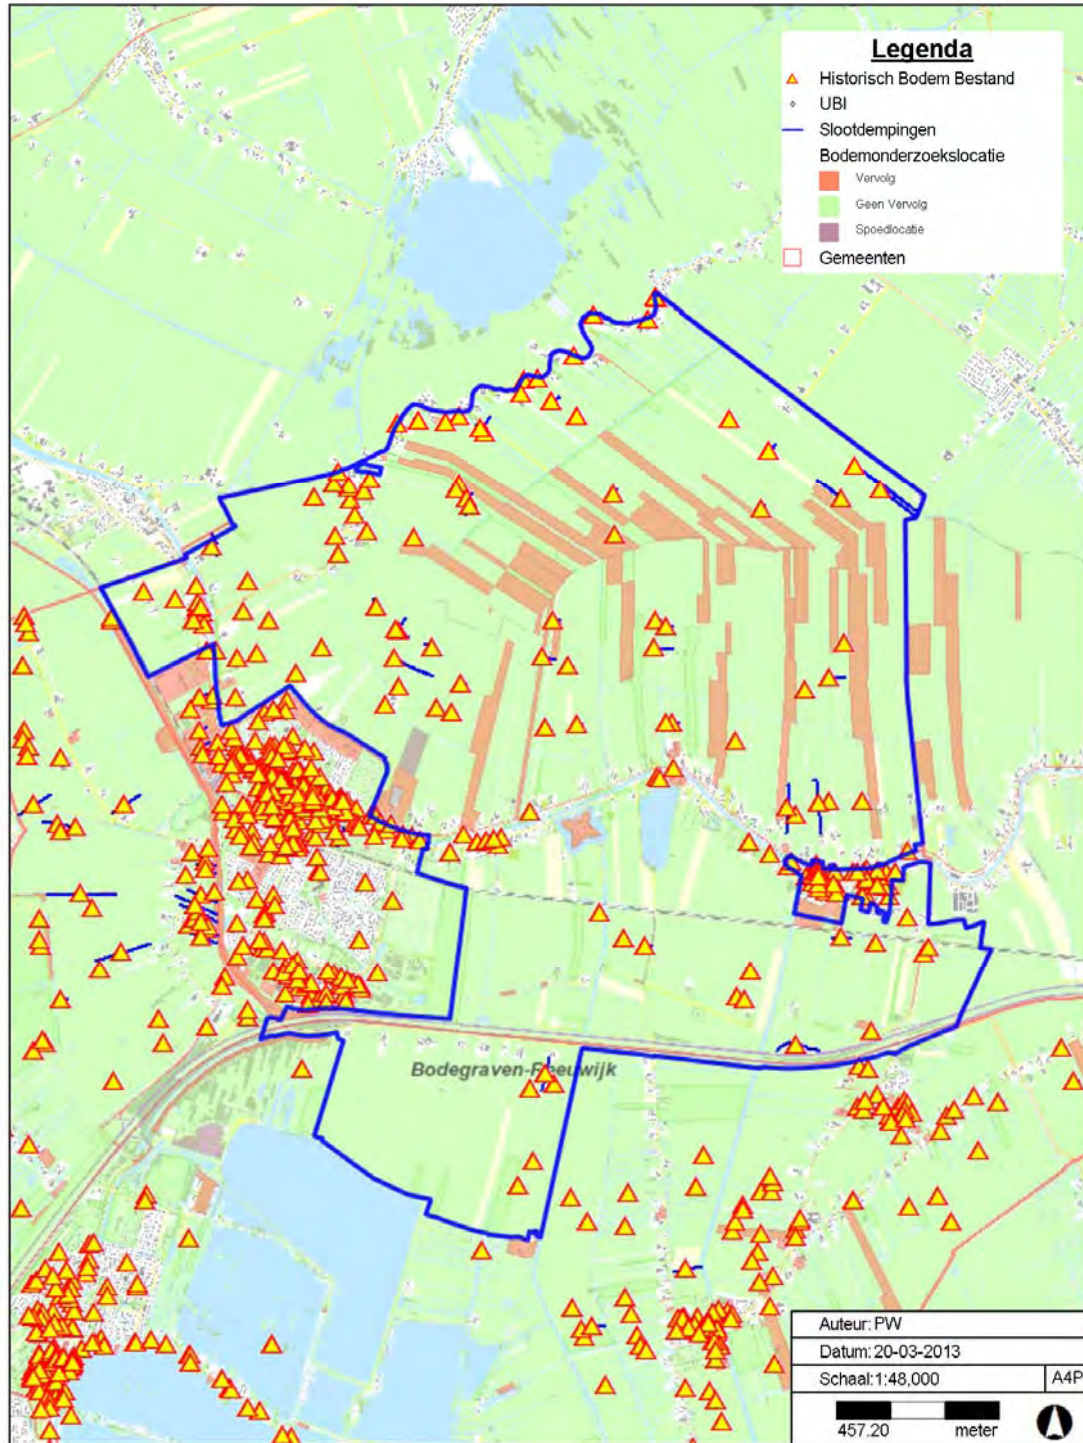 Legenda
Historisch Bodem Bestand
UBI
Slootdempingen
Bodemonderzoekslocatie
Vervolg
Geen Vervolg
Spoedlocatie
Gemeenten
Bodegraven-Reeuwijk
Auteur: PW
Datum: 20-03-2013
Schaal: 1:48,000
A4P
457.20 meter